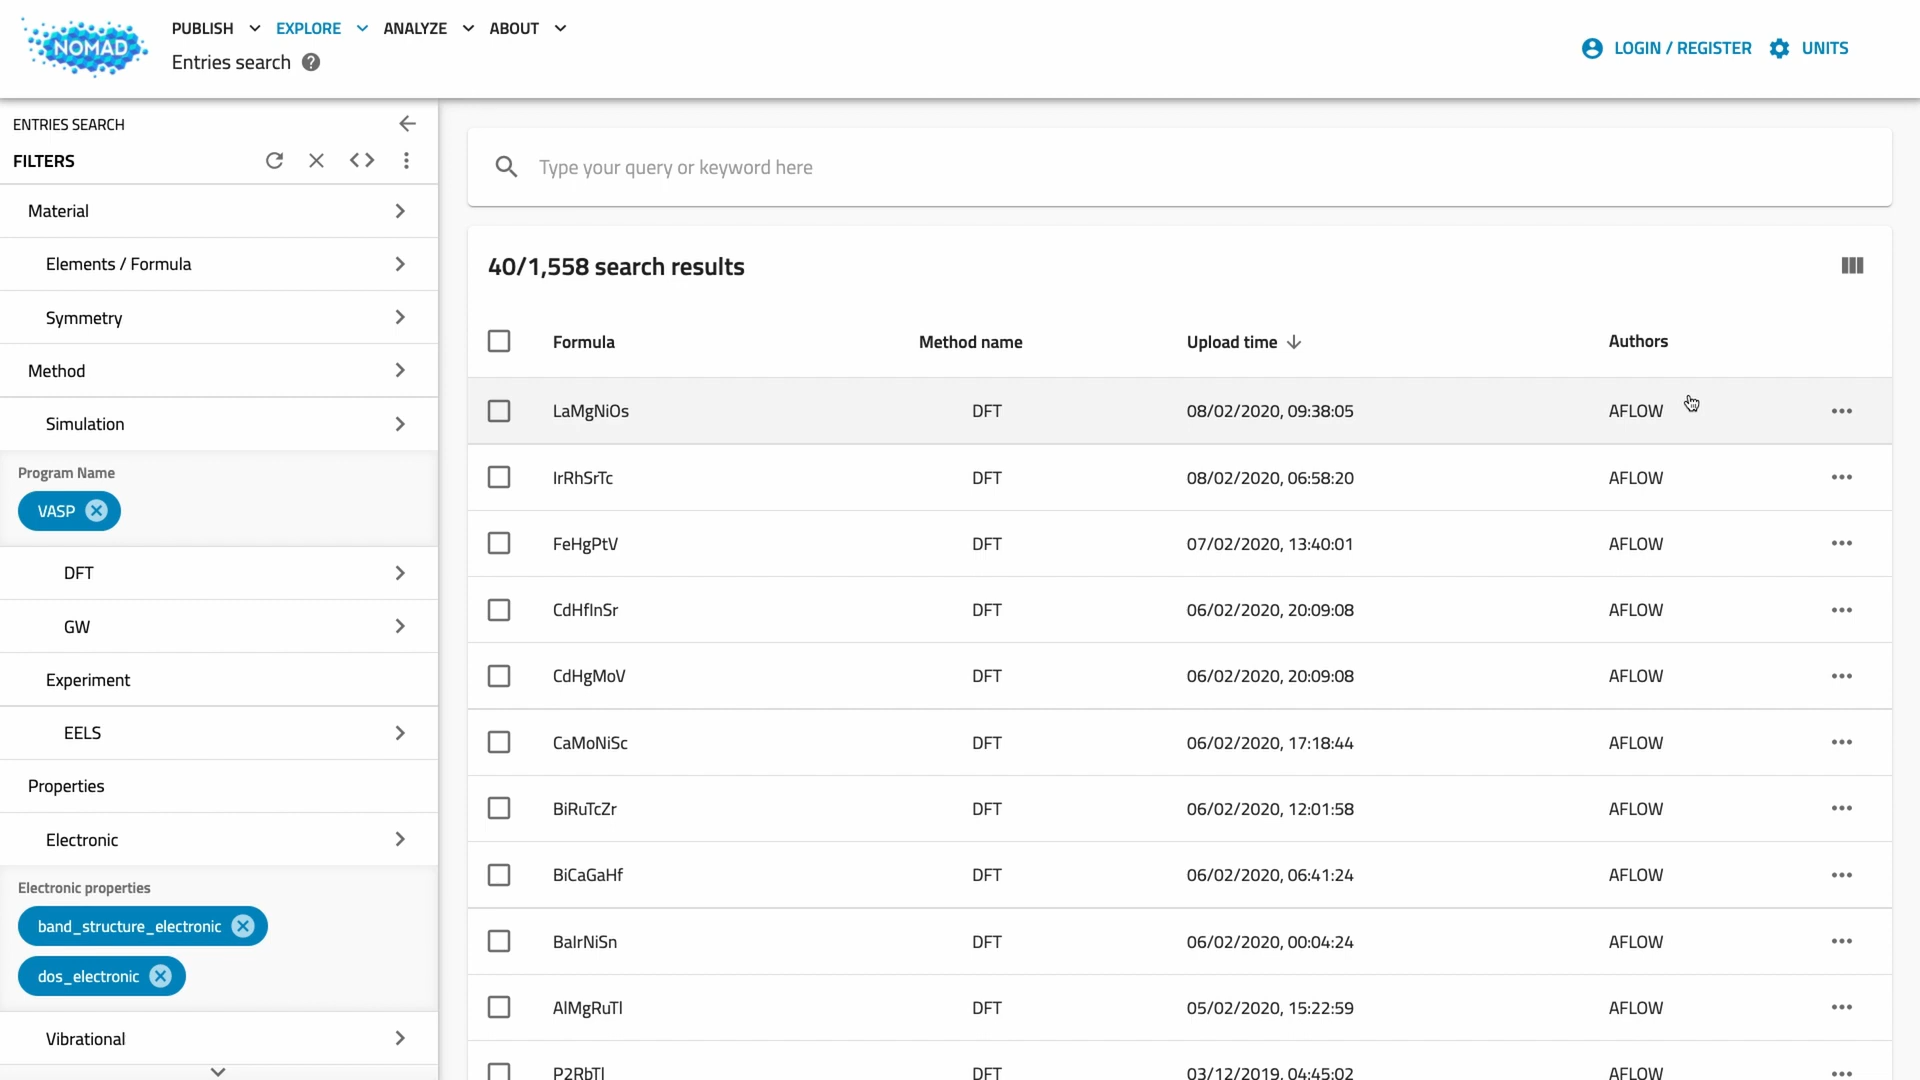 NOMAD
PUBLISH EXPLORE ANALYZE ABOUT
Entries search
LOGIN / REGISTER UNITS
ENTRIES SEARCH
FILTERS
Material
Elements / Formula
Symmetry
Method
Simulation
Program Name
VASP
DFT
GW
Experiment
EELS
Properties
Electronic
Electronic properties
band_structure_electronic
dos_electronic
Vibrational
Type your query or keyword here
40/1,558 search results
Formula Method name Upload time Authors
LaMgNiOs DFT 08/02/2020, 09:38:05 AFLOW
IrRhSrTc DFT 08/02/2020, 06:58:20 AFLOW
FeHgPtV DFT 07/02/2020, 13:40:01 AFLOW
CdHfInSr DFT 06/02/2020, 20:09:08 AFLOW
CdHgMoV DFT 06/02/2020, 20:09:08 AFLOW
CaMoNiSc DFT 06/02/2020, 17:18:44 AFLOW
BiRuTcZr DFT 06/02/2020, 12:01:58 AFLOW
BiCaGaHf DFT 06/02/2020, 06:41:24 AFLOW
BaIrNiSn DFT 06/02/2020, 00:04:24 AFLOW
AlMgRuTl DFT 05/02/2020, 15:22:59 AFLOW
P2RbTl DFT 03/12/2019, 04:45:02 AFLOW